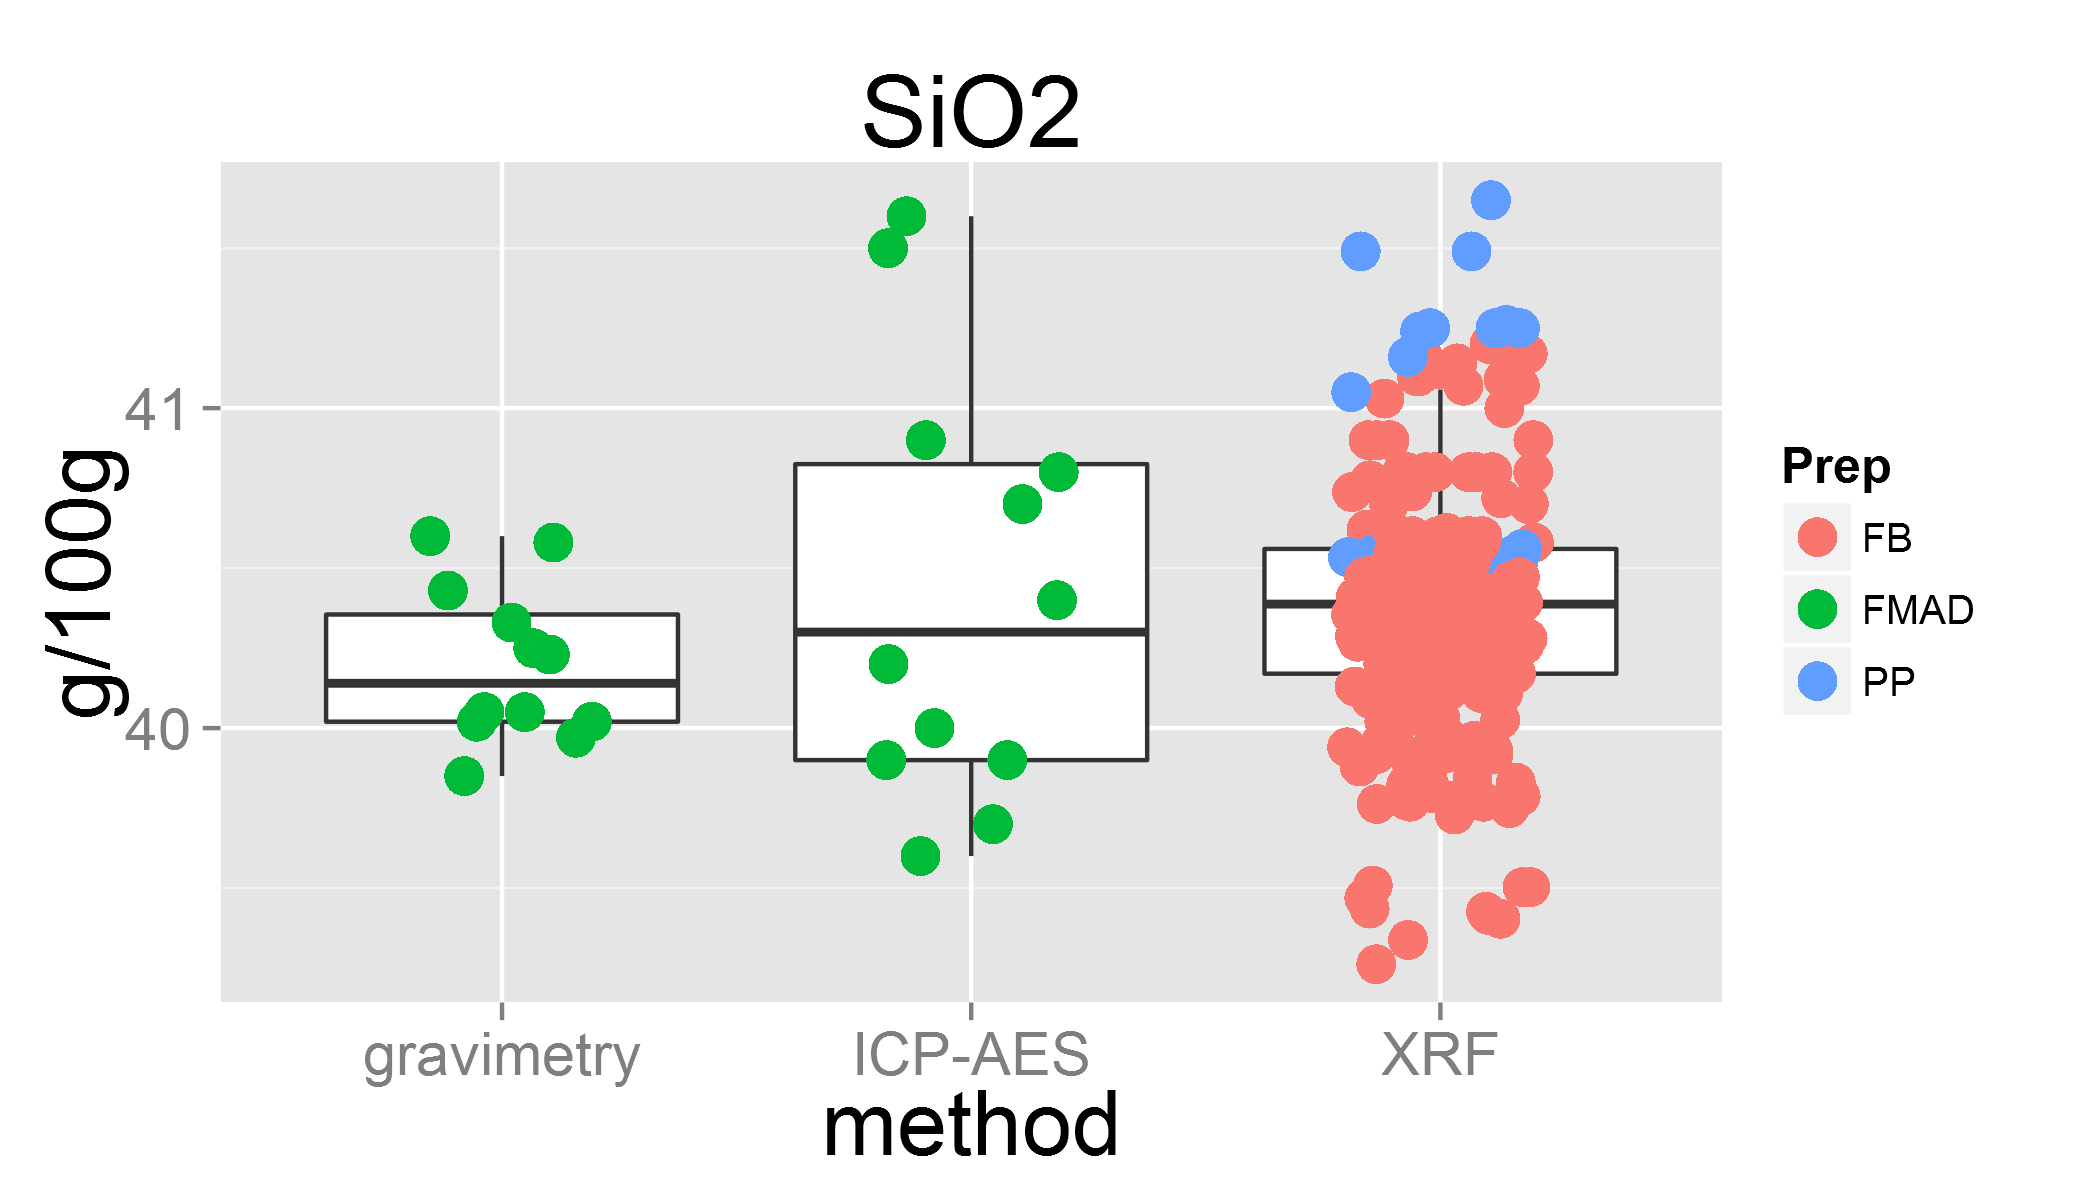 SiO2
g/100g
41
40
gravimetry
ICP-AES
XRF
method
Prep
FB
FMAD
PP